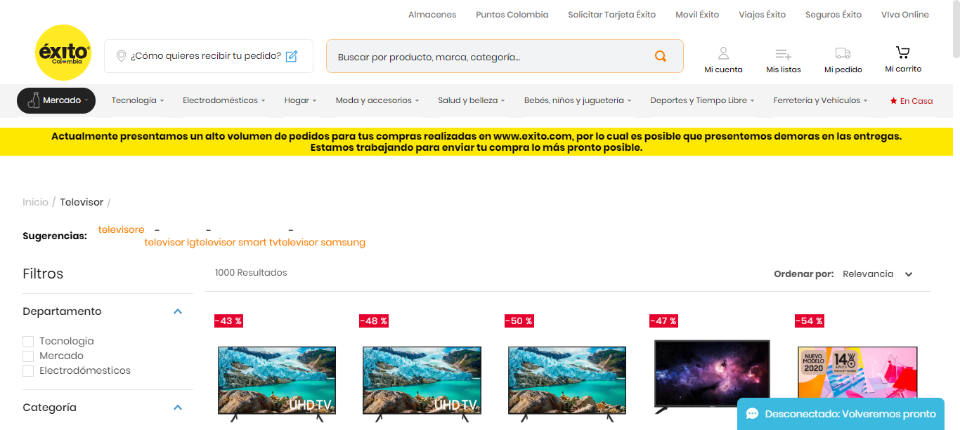 Almacenes Puntos Colombia Solicitar Tarjeta Éxito Movil Éxito Viajes Éxito Seguros Éxito VIva Online
éxito
Colombia
¿Cómo quieres recibir tu pedido?
Buscar por producto, marca, categoría...
Mi cuenta Mis listas Mi pedido Mi carrito
Mercado Tecnología Electrodomésticos Hogar Moda y accesorios Salud y belleza Bebés, niños y juguetería Deportes y Tiempo Libre Ferretería y Vehículos En Casa
Actualmente presentamos un alto volumen de pedidos para tus compras realizadas en www.exito.com, por lo cual es posible que presentemos demoras en las entregas.
Estamos trabajando para enviar tu compra lo más pronto posible.
Inicio / Televisor /
Sugerencias: televisore - - -
televisor lgtelevisor smart tvtelevisor samsung
Filtros
1000 Resultados
Ordenar por: Relevancia
Departamento
Tecnología
Mercado
Electrodómesticos
Categoría
-43 % -48 % -50 % -47 % -54 %
UHD TV UHD TV
NUEVO
MODELO
2020
Desconectado: Volveremos pronto